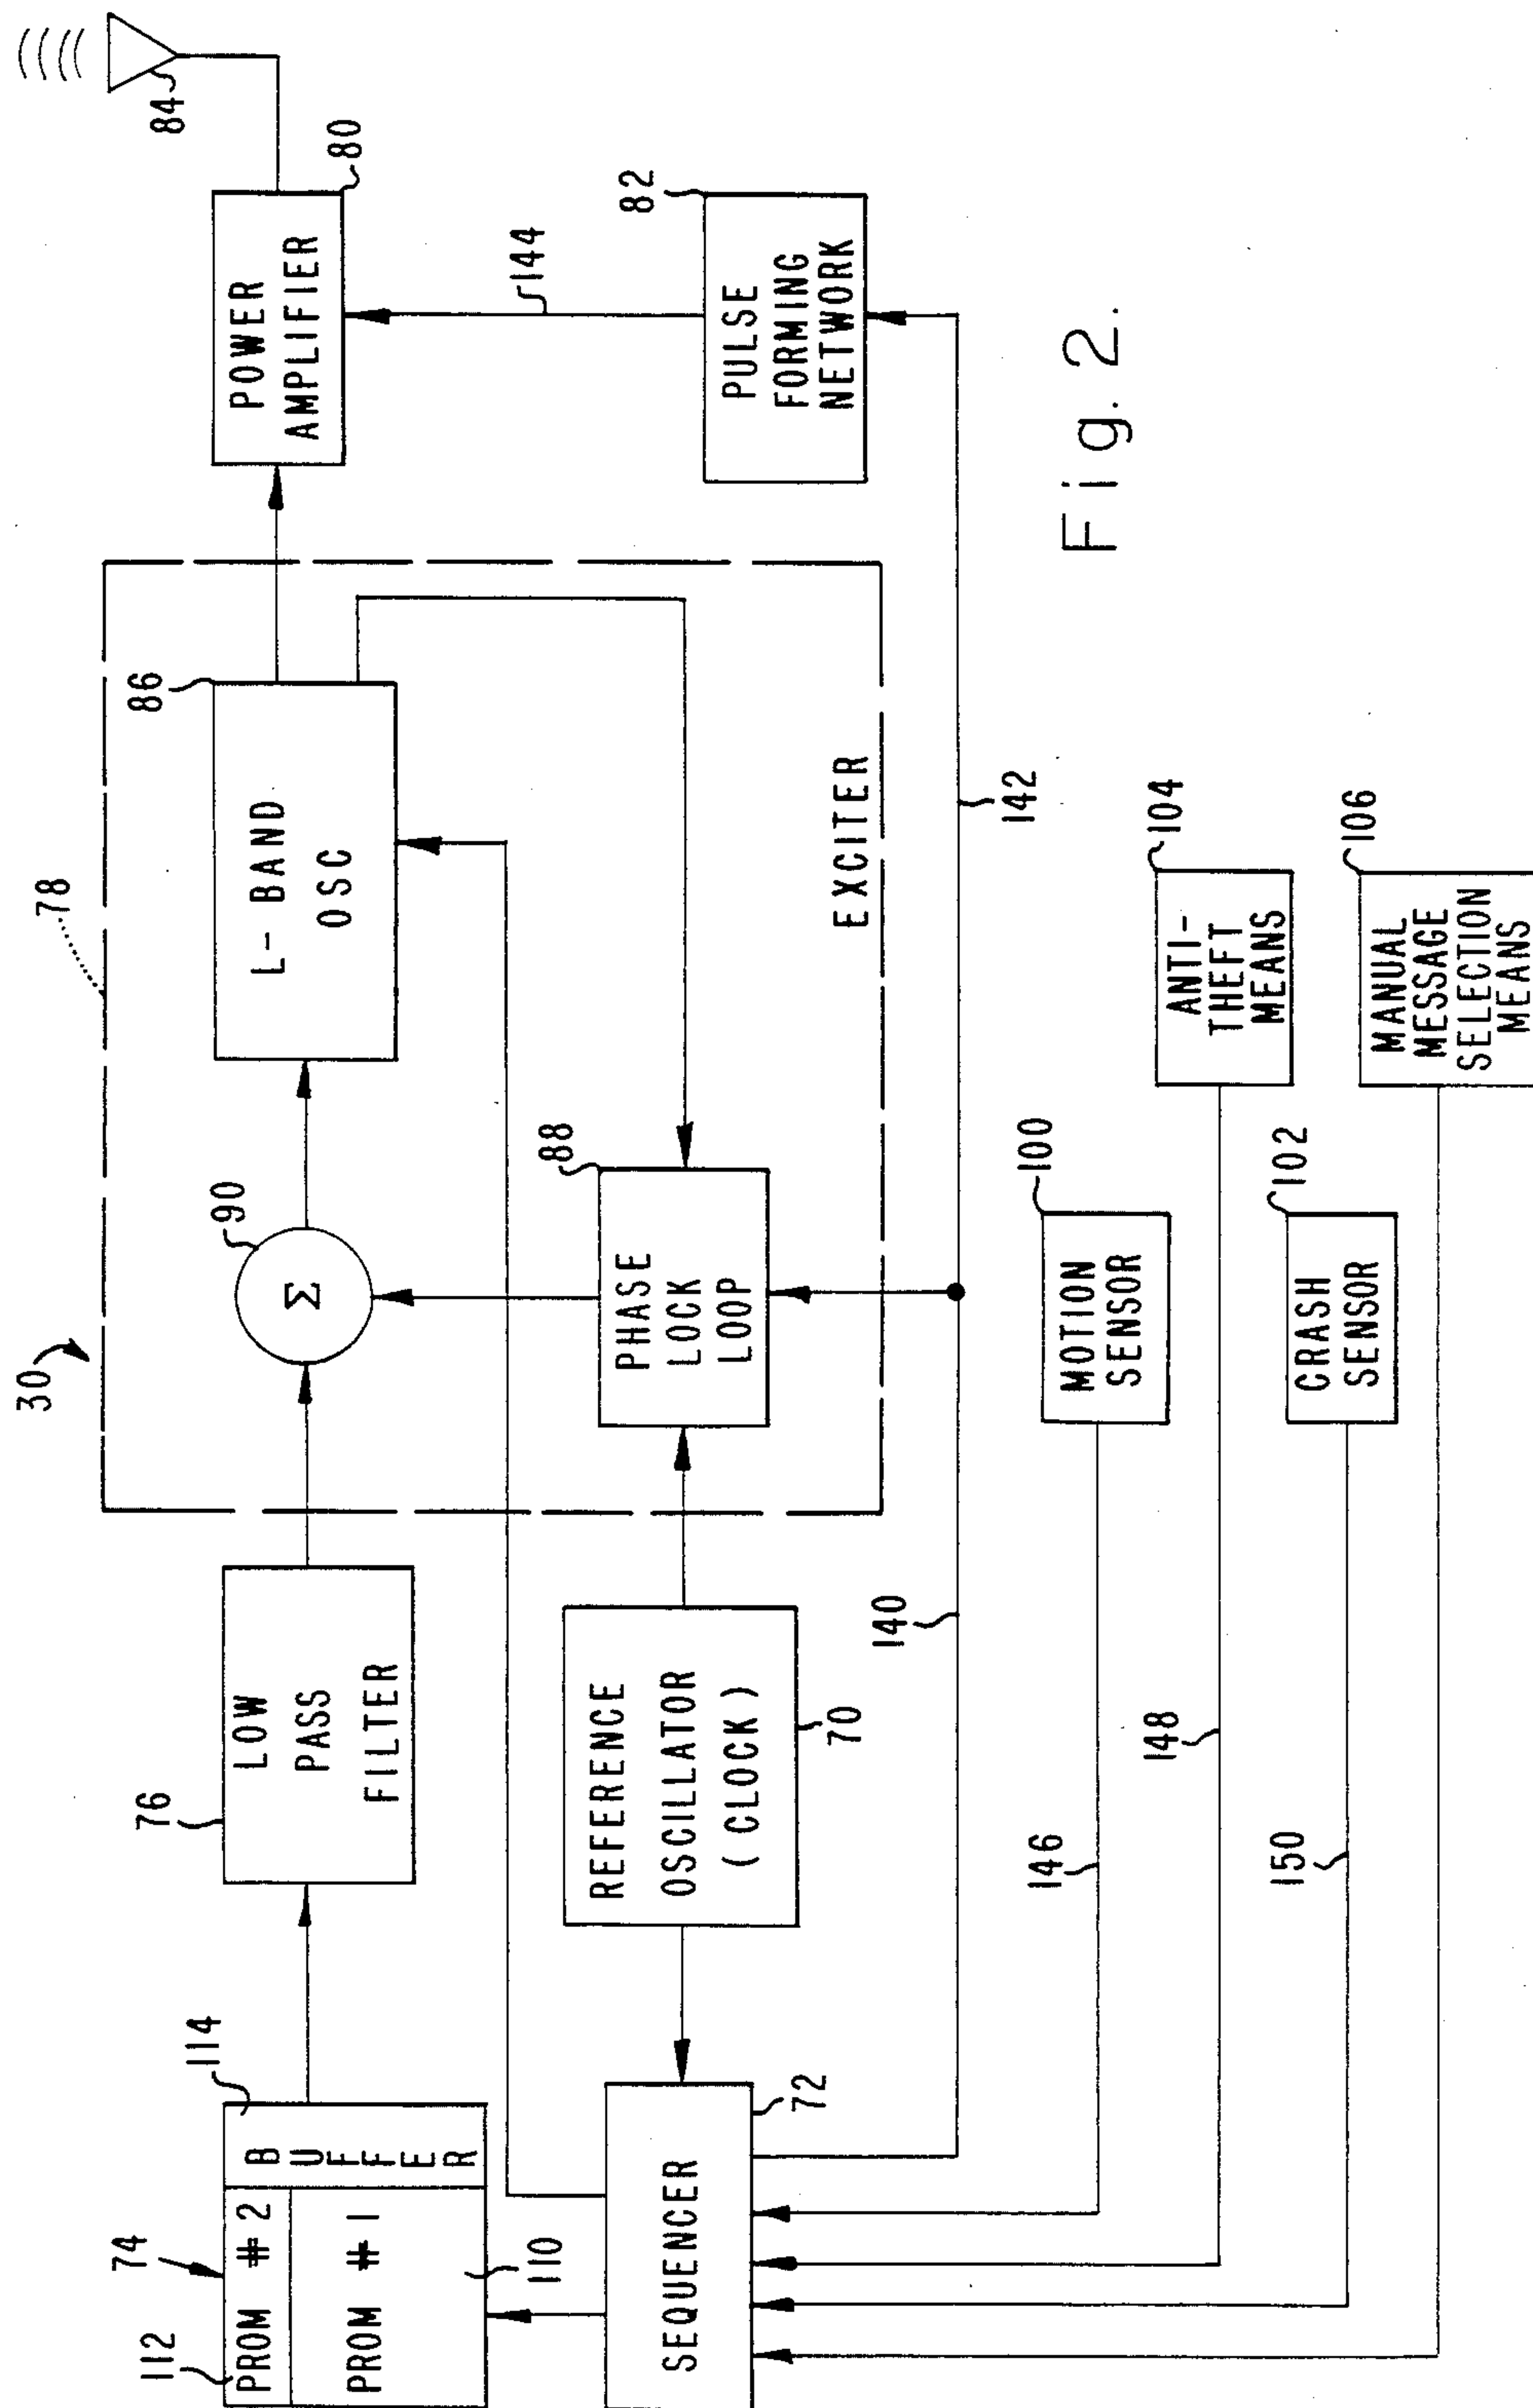 30
78
74
112
PROM # 2
PROM # 1
110
114
BUFFER
76
LOW
PASS
FILTER
90
Σ
86
L- BAND
OSC
POWER
AMPLIFIER
80
84
SEQUENCER
72
REFERENCE
OSCILLATOR
(CLOCK)
70
88
PHASE
LOCK
LOOP
EXCITER
144
PULSE
FORMING
NETWORK
82
140
142
146
MOTION
SENSOR
100
148
ANTI-
THEFT
MEANS
104
150
CRASH
SENSOR
102
MANUAL
MESSAGE
SELECTION
MEANS
106
Fig. 2.